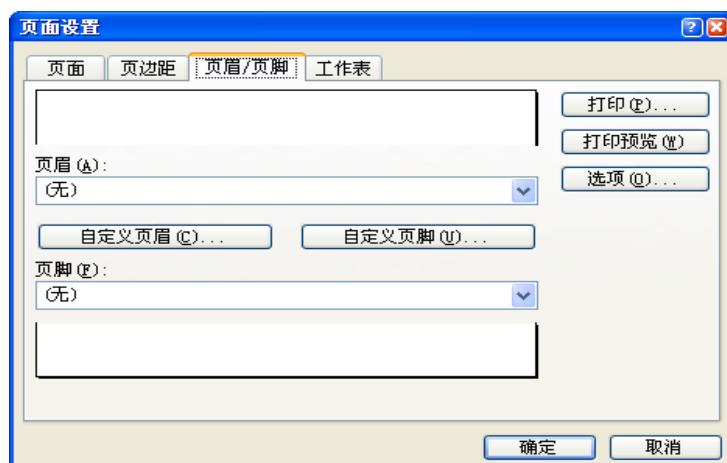 页面设置
页面 页边距 页眉/页脚 工作表
打印(P)...
打印预览(W)
选项(O)...
页眉(A):
(无)
自定义页眉(C)... 自定义页脚(U)...
页脚(F):
(无)
确定 取消